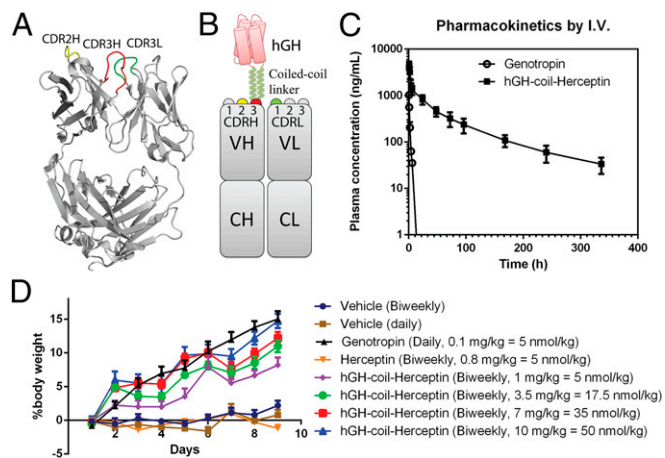 A
CDR2H
CDR3H
CDR3L
B
hGH
Coiled-coil
linker
1 2 3
1 2 3
CDRH
CDRL
VH
VL
CH
CL
C
Pharmacokinetics by I.V.
Genotropin
hGH-coil-Herceptin
Plasma concentration (ng/mL)
10000
1000
100
10
1
0
100
200
300
400
Time (h)
D
%body weight
15
10
5
0
-5
2
4
6
8
10
Days
Vehicle (Biweekly)
Vehicle (daily)
Genotropin (Daily, 0.1 mg/kg = 5 nmol/kg)
Herceptin (Biweekly, 0.8 mg/kg = 5 nmol/kg)
hGH-coil-Herceptin (Biweekly, 1 mg/kg = 5 nmol/kg)
hGH-coil-Herceptin (Biweekly, 3.5 mg/kg = 17.5 nmol/kg)
hGH-coil-Herceptin (Biweekly, 7 mg/kg = 35 nmol/kg)
hGH-coil-Herceptin (Biweekly, 10 mg/kg = 50 nmol/kg)